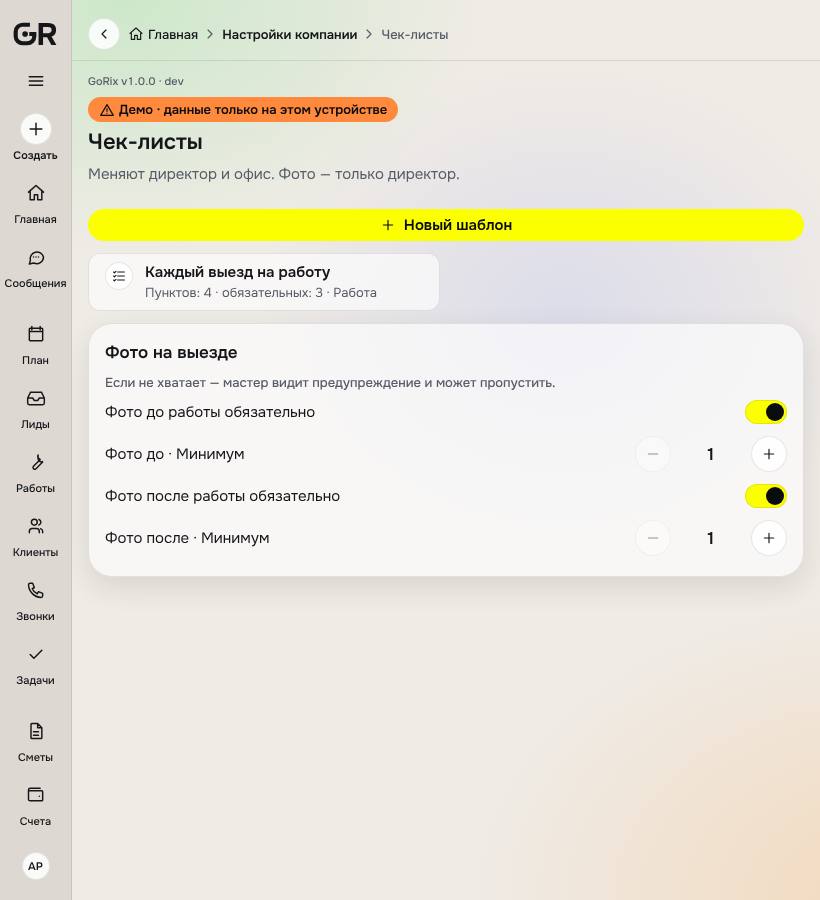 GR
Создать
Главная
Сообщения
План
Лиды
Работы
Клиенты
Звонки
Задачи
Сметы
Счета
AP
Главная > Настройки компании > Чек-листы
GoRix v1.0.0 · dev
Демо · данные только на этом устройстве
Чек-листы
Меняют директор и офис. Фото — только директор.
+ Новый шаблон
Каждый выезд на работу
Пунктов: 4 · обязательных: 3 · Работа
Фото на выезде
Если не хватает — мастер видит предупреждение и может пропустить.
Фото до работы обязательно
Фото до · Минимум − 1 +
Фото после работы обязательно
Фото после · Минимум − 1 +